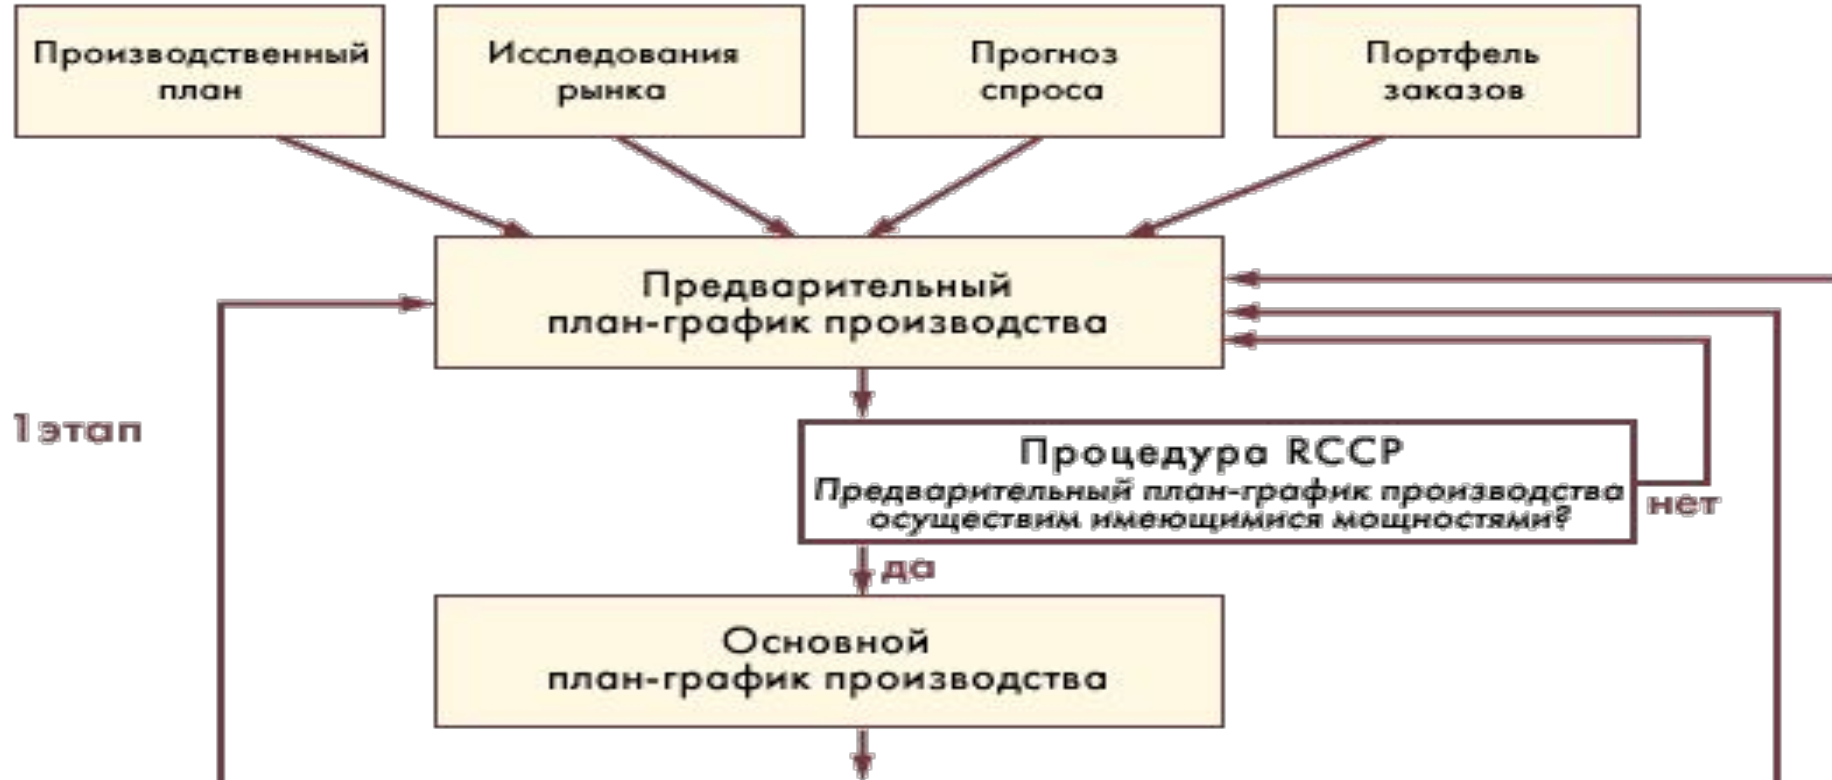 Производственный
план
Исследования
рынка
Прогноз
спроса
Портфель
заказов
Предварительный
план-график производства
1этап
Процедура RCCP
Предварительный план-график производства
осуществим имеющимися мощностями?
нет
да
Основной
план-график производства